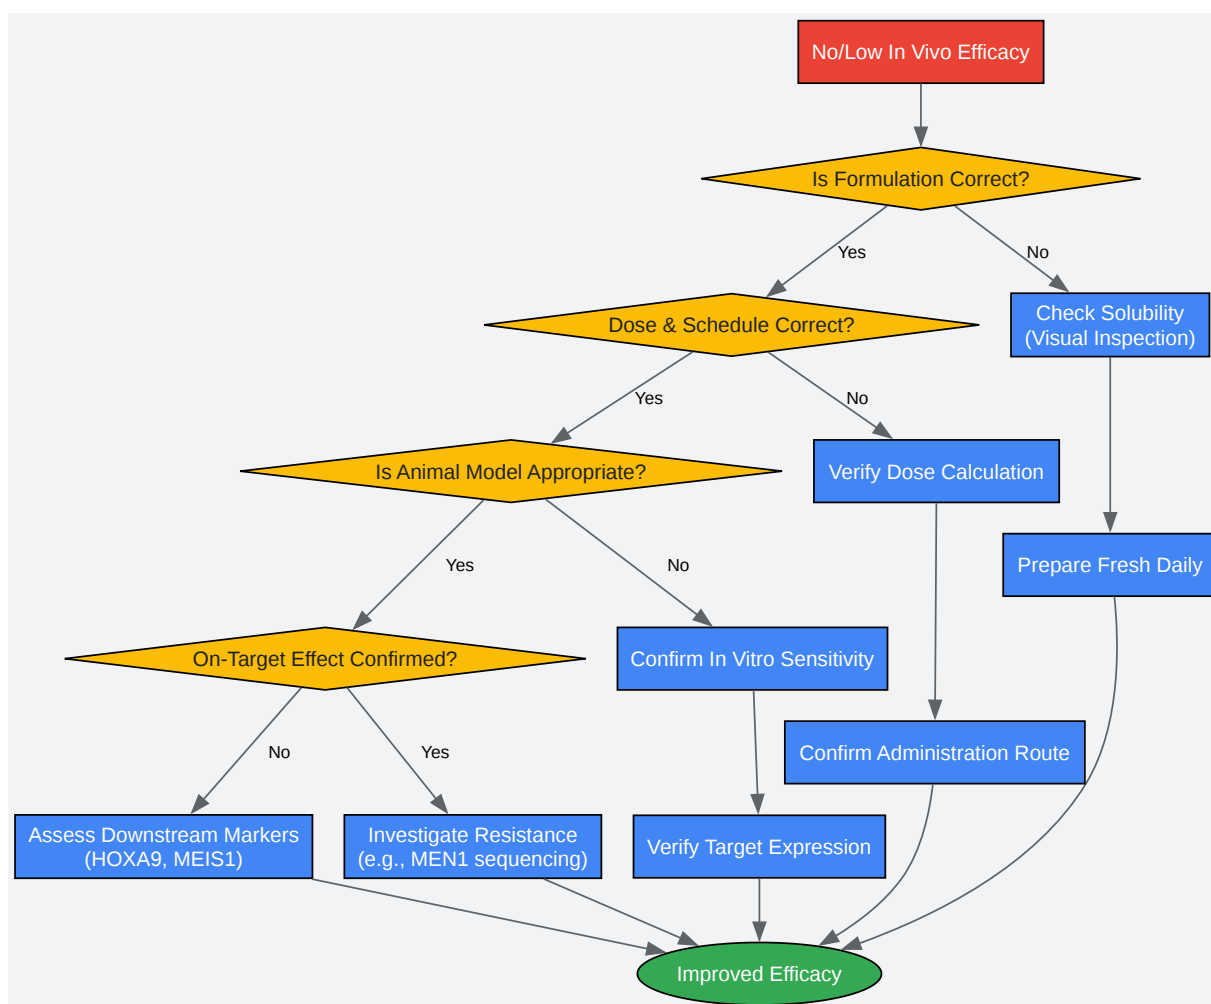 No/Low In Vivo Efficacy
Is Formulation Correct?
Yes
No
Dose & Schedule Correct?
Check Solubility
(Visual Inspection)
Yes
No
Is Animal Model Appropriate?
Verify Dose Calculation
Yes
No
Prepare Fresh Daily
On-Target Effect Confirmed?
Confirm In Vitro Sensitivity
No
Yes
Confirm Administration Route
Assess Downstream Markers
(HOXA9, MEIS1)
Investigate Resistance
(e.g., MEN1 sequencing)
Verify Target Expression
Improved Efficacy